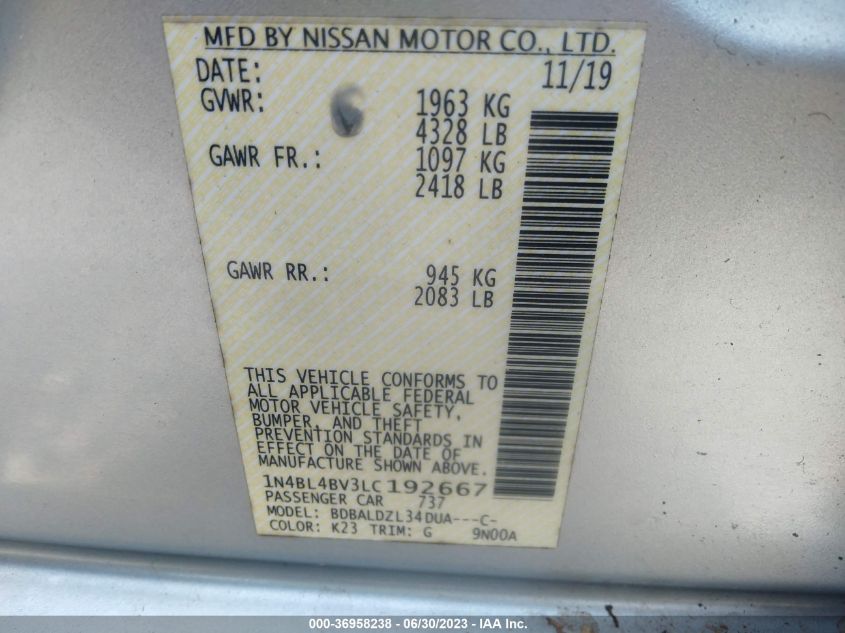 MFD BY NISSAN MOTOR CO., LTD.
DATE: 11/19
GVWR: 1963 KG
4328 LB
GAWR FR.: 1097 KG
2418 LB
GAWR RR.: 945 KG
2083 LB
THIS VEHICLE CONFORMS TO
ALL APPLICABLE FEDERAL
MOTOR VEHICLE SAFETY,
BUMPER, AND THEFT
PREVENTION STANDARDS IN
EFFECT ON THE DATE OF
MANUFACTURE SHOWN ABOVE.
1N4BL4BV3LC192667
PASSENGER CAR 737
MODEL: BDBALDZL34DUA---C-
COLOR: K23 TRIM: G 9N00A
000-36958238 - 06/30/2023 - IAA Inc.